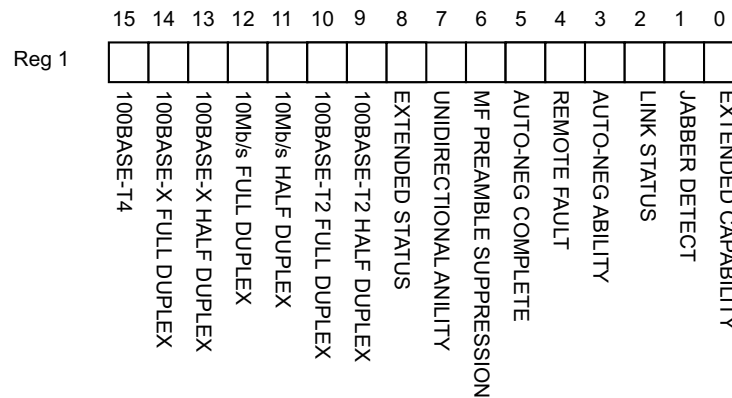 15 14 13 12 11 10 9 8 7 6 5 4 3 2 1 0
Reg 1
100BASE-T4
100BASE-X FULL DUPLEX
100BASE-X HALF DUPLEX
10Mb/s FULL DUPLEX
10Mb/s HALF DUPLEX
100BASE-T2 FULL DUPLEX
100BASE-T2 HALF DUPLEX
EXTENDED STATUS
UNIDIRECTIONAL ANILITY
MF PREAMBLE SUPPRESSION
AUTO-NEG COMPLETE
REMOTE FAULT
AUTO-NEG ABILITY
LINK STATUS
JABBER DETECT
EXTENDED CAPABILITY